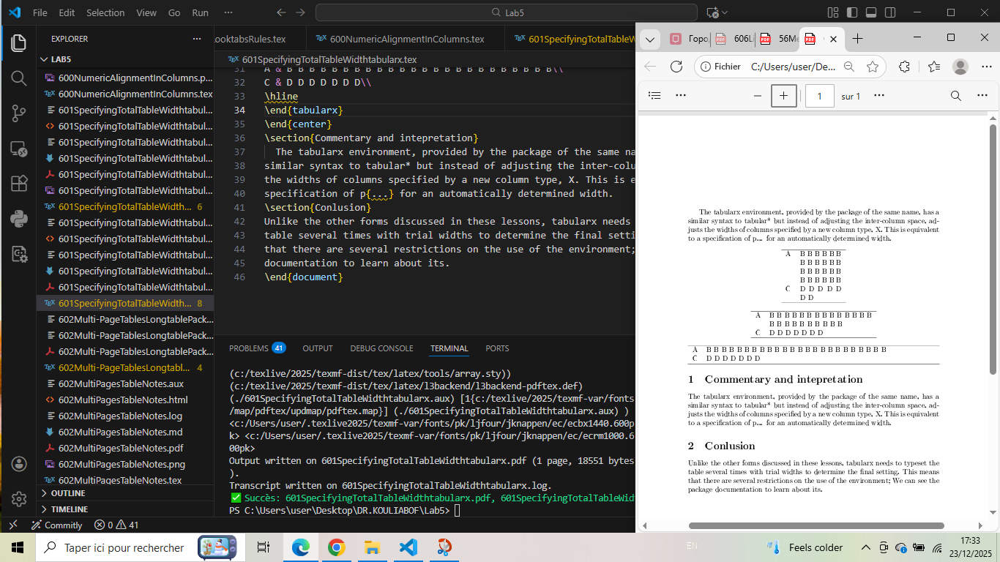 File Edit Selection View Go Run ···
Lab5
EXPLORER ···
LAB5
600NumericAlignmentInColumns.p...
600NumericAlignmentInColumns.tex
601SpecifyingTotalTableWidthtabul...
601SpecifyingTotalTableWidthtabul...
601SpecifyingTotalTableWidthtabul...
601SpecifyingTotalTableWidthtabul...
601SpecifyingTotalTableWidthtabul...
601SpecifyingTotalTableWidthtabul...
601SpecifyingTotalTableWidth... 6
601SpecifyingTotalTableWidthtabul...
601SpecifyingTotalTableWidthtabul...
601SpecifyingTotalTableWidthtabul...
601SpecifyingTotalTableWidthtabul...
601SpecifyingTotalTableWidthtabul...
601SpecifyingTotalTableWidth... 8
602Multi-PageTablesLongtablePack...
602Multi-PageTablesLongtablePack...
602Multi-PageTablesLongtablePack...
602Multi-PageTablesLongtabl... 4
602MultiPagesTableNotes.aux
602MultiPagesTableNotes.html
602MultiPagesTableNotes.log
602MultiPagesTableNotes.md
602MultiPagesTableNotes.pdf
602MultiPagesTableNotes.png
602MultiPagesTableNotes.tex
OUTLINE
TIMELINE
ooktabsRules.tex 600NumericAlignmentInColumns.tex 601SpecifyingTotalTableW
601SpecifyingTotalTableWidthtabularx.tex
31 A & B B B B B B B B B B B B B B B B B B B B B B B B\\
32 C & D D D D D D D\\
33 \hline
34 \end{tabularx}
35 \end{center}
36 \section{Commentary and intepretation}
37 The tabularx environment, provided by the package of the same na
38 similar syntax to tabular* but instead of adjusting the inter-colu
39 the widths of columns specified by a new column type, X. This is e
40 specification of p{...} for an automatically determined width.
41 \section{Conlusion}
42 Unlike the other forms discussed in these lessons, tabularx needs
43 table several times with trial widths to determine the final setti
44 that there are several restrictions on the use of the environment;
45 documentation to learn about its.
46 \end{document}
PROBLEMS 41 OUTPUT DEBUG CONSOLE TERMINAL PORTS
(c:/texlive/2025/texmf-dist/tex/latex/tools/array.sty))
(c:/texlive/2025/texmf-dist/tex/latex/l3backend/l3backend-pdftex.def)
(./601SpecifyingTotalTableWidthtabularx.aux) [1{c:/texlive/2025/texmf-var/fonts
/map/pdftex/updmap/pdftex.map}] (./601SpecifyingTotalTableWidthtabularx.aux) )
<c:/Users/user/.texlive2025/texmf-var/fonts/pk/ljfour/jknappen/ec/ecbx1440.600p
k> <c:/Users/user/.texlive2025/texmf-var/fonts/pk/ljfour/jknappen/ec/ecrm1000.6
00pk>
Output written on 601SpecifyingTotalTableWidthtabularx.pdf (1 page, 18551 bytes
).
Transcript written on 601SpecifyingTotalTableWidthtabularx.log.
✅ Succès: 601SpecifyingTotalTableWidthtabularx.pdf, 601SpecifyingTotalTableWid
PS C:\Users\user\Desktop\DR.KOULIABOF\Lab5>
Commitly 0 41
Горо, 606Li 56Me
Fichier C:/Users/user/De...
1 sur 1
The tabularx environment, provided by the package of the same name, has a
similar syntax to tabular* but instead of adjusting the inter-column space, ad-
justs the widths of columns specified by a new column type, X. This is equivalent
to a specification of p... for an automatically determined width.
A B B B B B B
B B B B B B
B B B B B B
B B B B B B
C D D D D D
D D
A B B B B B B B B B B B B B B
B B B B B B B B B B
C D D D D D D D
A B B B B B B B B B B B B B B B B B B B B B B B B
C D D D D D D D
1 Commentary and intepretation
The tabularx environment, provided by the package of the same name, has a
similar syntax to tabular* but instead of adjusting the inter-column space, ad-
justs the widths of columns specified by a new column type, X. This is equivalent
to a specification of p... for an automatically determined width.
2 Conlusion
Unlike the other forms discussed in these lessons, tabularx needs to typeset the
table several times with trial widths to determine the final setting. This means
that there are several restrictions on the use of the environment; We can see the
package documentation to learn about its.
Taper ici pour rechercher
EN
Feels colder
17:33
23/12/2025